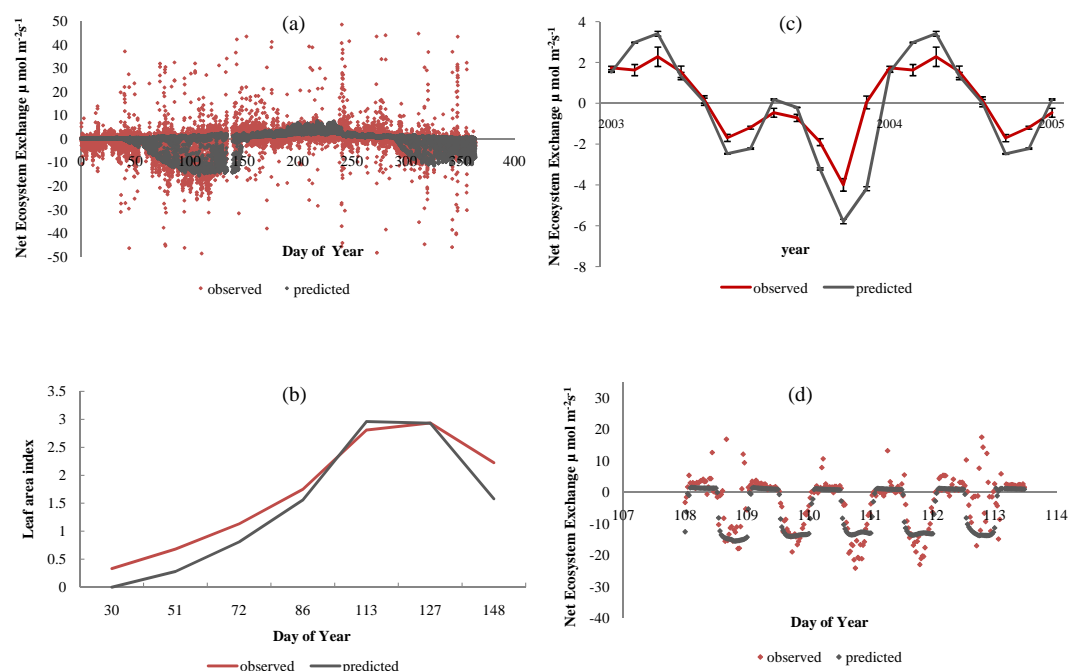 (a)
Net Ecosystem Exchange µ mol m⁻²s⁻¹
50
40
30
20
10
0
-10
-20
-30
-40
-50
0 50 100 150 200 250 300 350 400
Day of Year
observed predicted
(c)
Net Ecosystem Exchange µ mol m⁻²s⁻¹
4
2
0
-2
-4
-6
-8
2003 2004 2005
year
observed predicted
(b)
Leaf area index
3.5
3
2.5
2
1.5
1
0.5
0
30 51 72 86 113 127 148
Day of Year
observed predicted
(d)
Net Ecosystem Exchange µ mol m⁻²s⁻¹
30
20
10
0
-10
-20
-30
-40
107 108 109 110 111 112 113 114
Day of Year
observed predicted